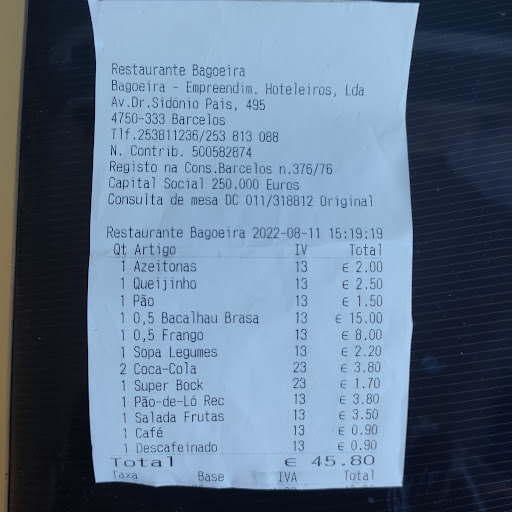 Restaurante Bagoeira
Bagoeira - Empreendim. Hoteleiros, Lda
Av.Dr.Sidónio Pais, 495
4750-333 Barcelos
Tlf.253811236/253 813 088
N. Contrib. 500582874
Registo na Cons.Barcelos n.376/76
Capital Social 250.000 Euros
Consulta de mesa DC 011/318812 Original
Restaurante Bagoeira 2022-08-11 15:19:19
Qt Artigo IV Total
1 Azeitonas 13 € 2.00
1 Queijinho 13 € 2.50
1 Pão 13 € 1.50
1 0,5 Bacalhau Brasa 13 € 15.00
1 0,5 Frango 13 € 8.00
1 Sopa Legumes 13 € 2.20
2 Coca-Cola 23 € 3.80
1 Super Bock 23 € 1.70
1 Pão-de-Ló Rec 13 € 3.80
1 Salada Frutas 13 € 3.50
1 Café 13 € 0.90
1 Descafeinado 13 € 0.90
Total € 45.80
Taxa Base IVA Total